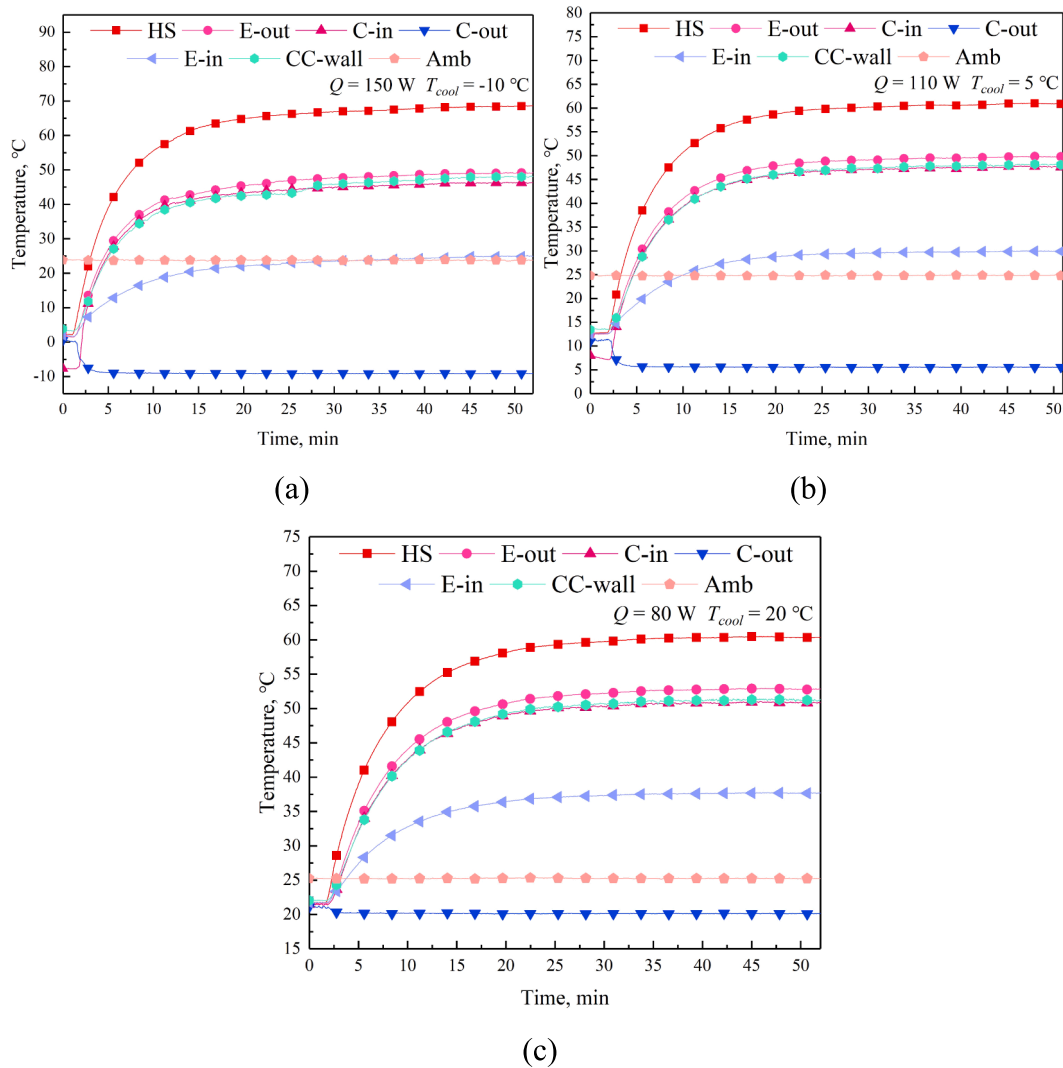 HS E-out C-in C-out
E-in CC-wall Amb
Q = 150 W T_cool = -10 ℃
Temperature, °C
90
80
70
60
50
40
30
20
10
0
-10
0 5 10 15 20 25 30 35 40 45 50
Time, min
(a)
HS E-out C-in C-out
E-in CC-wall Amb
Q = 110 W T_cool = 5 ℃
Temperature, °C
80
75
70
65
60
55
50
45
40
35
30
25
20
15
10
5
0
0 5 10 15 20 25 30 35 40 45 50
Time, min
(b)
HS E-out C-in C-out
E-in CC-wall Amb
Q = 80 W T_cool = 20 ℃
Temperature, °C
75
70
65
60
55
50
45
40
35
30
25
20
15
0 5 10 15 20 25 30 35 40 45 50
Time, min
(c)